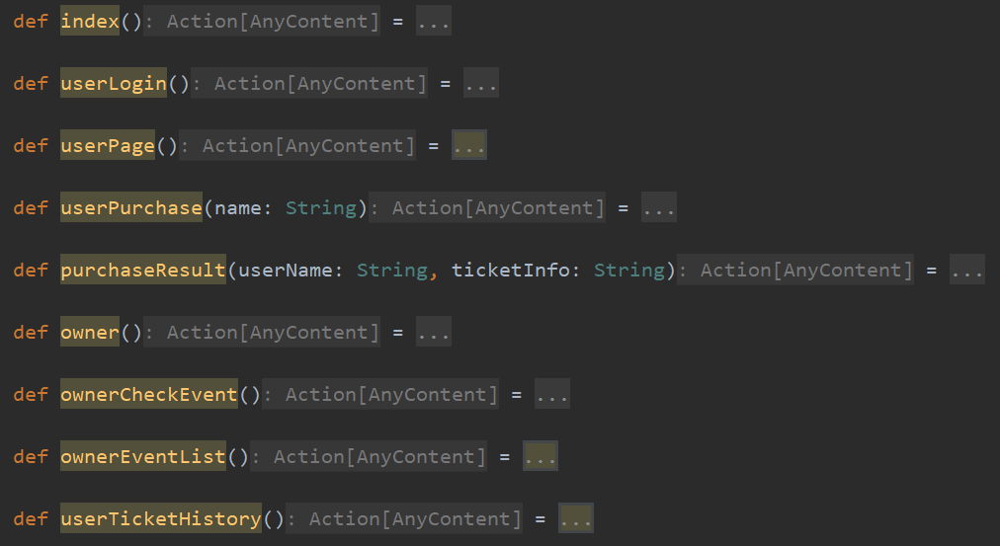 def index(): Action[AnyContent] = ...
def userLogin(): Action[AnyContent] = ...
def userPage(): Action[AnyContent] = ...
def userPurchase(name: String): Action[AnyContent] = ...
def purchaseResult(userName: String, ticketInfo: String): Action[AnyContent] = ...
def owner(): Action[AnyContent] = ...
def ownerCheckEvent(): Action[AnyContent] = ...
def ownerEventList(): Action[AnyContent] = ...
def userTicketHistory(): Action[AnyContent] = ...